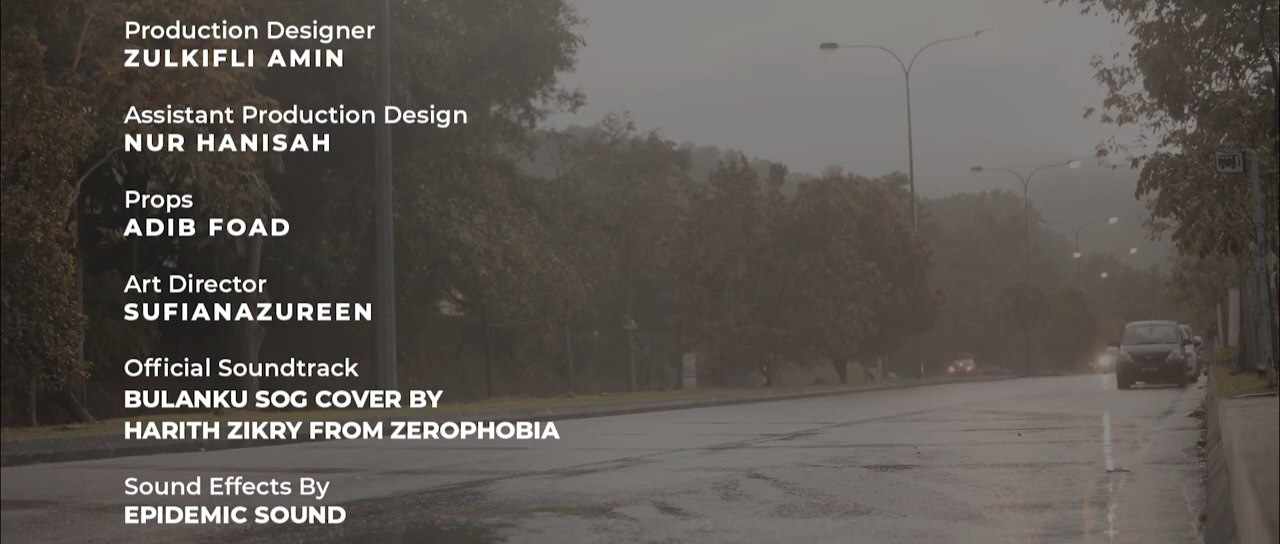 Production Designer
ZULKIFLI AMIN
Assistant Production Design
NUR HANISAH
Props
ADIB FOAD
Art Director
SUFIANAZUREEN
Official Soundtrack
BULANKU SOG COVER BY
HARITH ZIKRY FROM ZEROPHOBIA
Sound Effects By
EPIDEMIC SOUND